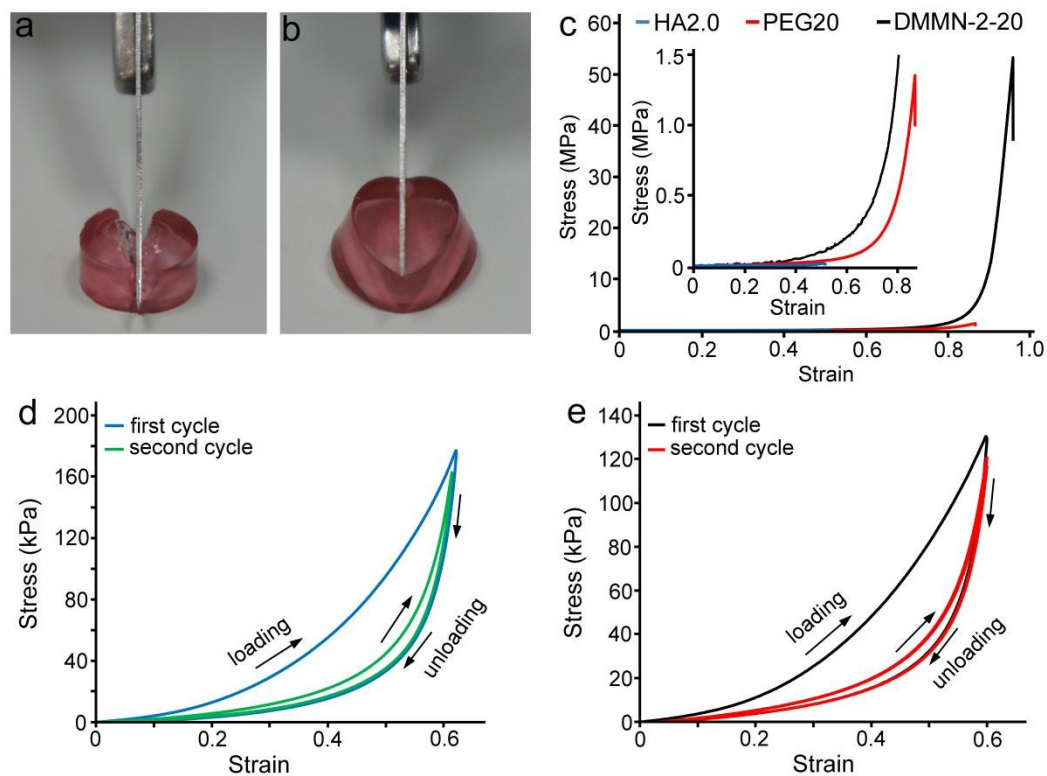 a
b
c
HA2.0 PEG20 DMMN-2-20
Stress (MPa)
60
50
40
30
20
10
0
0 0.2 0.4 0.6 0.8 1.0
Strain
Stress (MPa)
1.5
1.0
0.5
0
0 0.2 0.4 0.6 0.8
Strain
d
first cycle
second cycle
Stress (kPa)
200
160
120
80
40
0
0 0.2 0.4 0.6
Strain
loading
unloading
e
first cycle
second cycle
Stress (kPa)
140
120
100
80
60
40
20
0
0 0.2 0.4 0.6
Strain
loading
unloading